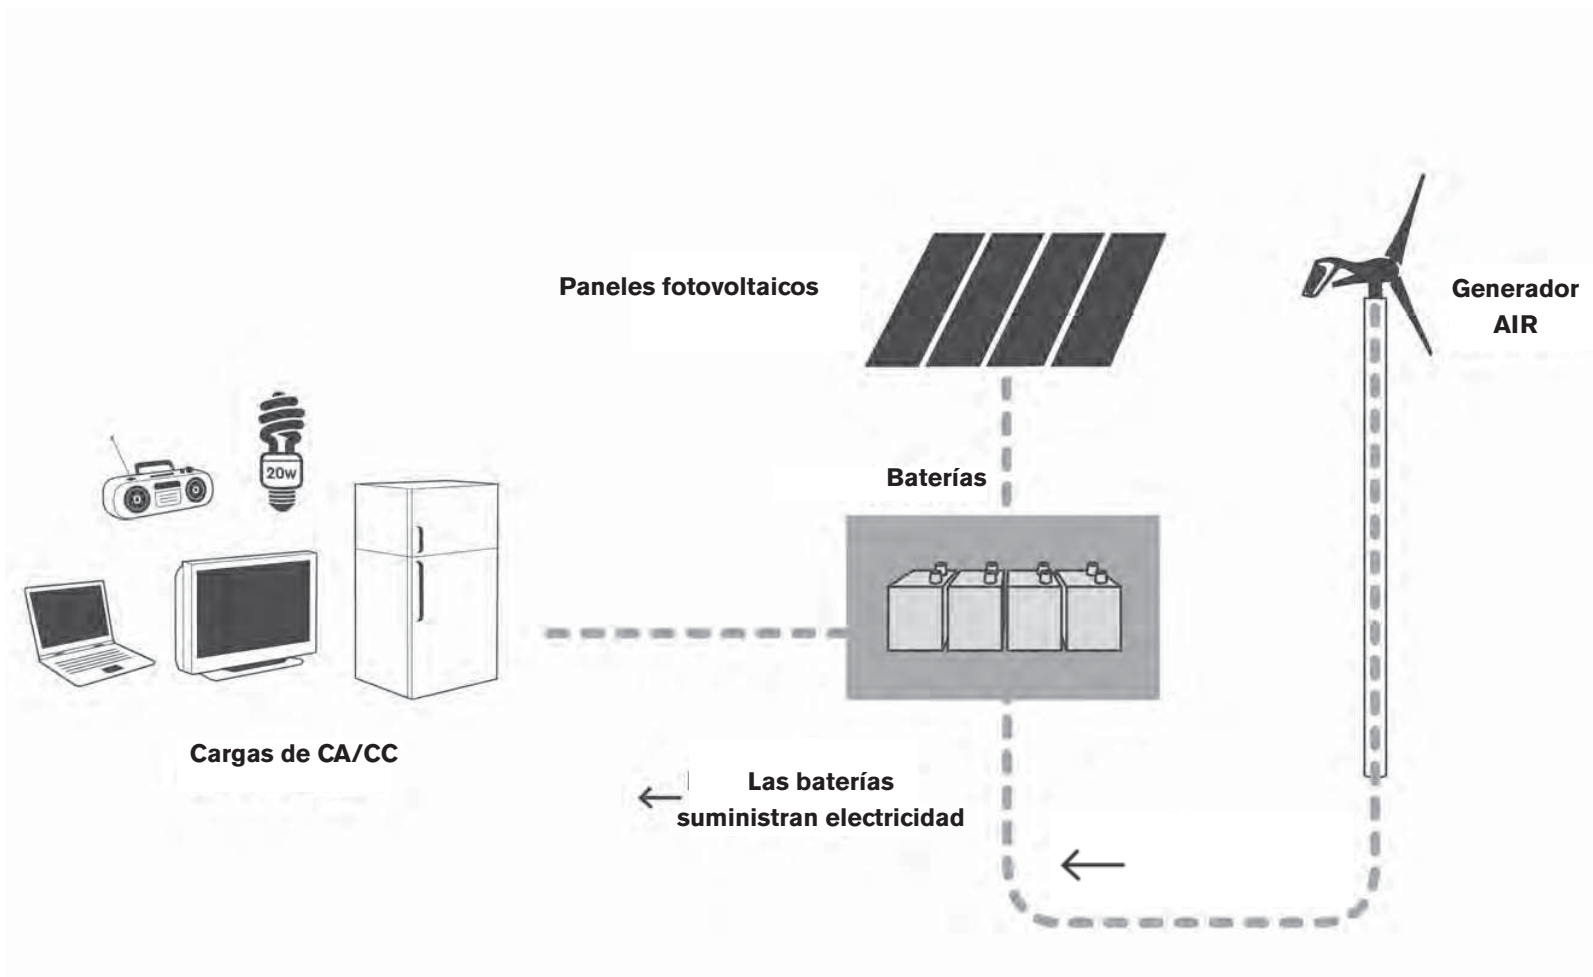 Paneles fotovoltaicos
Generador
AIR
20w
Baterías
Cargas de CA/CC
Las baterías
suministran electricidad